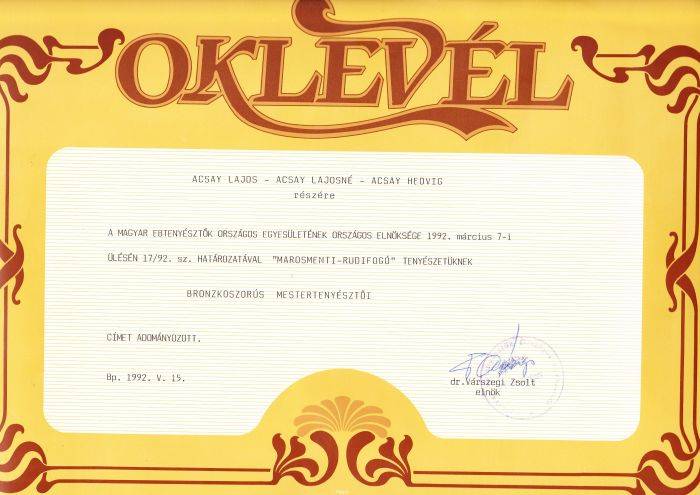 OKLEVÉL
ACSAY LAJOS - ACSAY LAJOSNÉ - ACSAY HEDVIG
részére
A MAGYAR EBTENYÉSZTŐK ORSZÁGOS EGYESÜLETÉNEK ORSZÁGOS ELNÖKSÉGE 1992. március 7-i
ÜLÉSÉN 17/92. sz. HATÁROZATÁVAL "MAROSMENTI-RUDIFOGÓ" TENYÉSZETÜKNEK
BRONZKOSZORÚS MESTERTENYÉSZTŐI
CÍMET ADOMÁNYOZOTT.
Bp. 1992. V. 15.
dr.Várszegi Zsolt
elnök